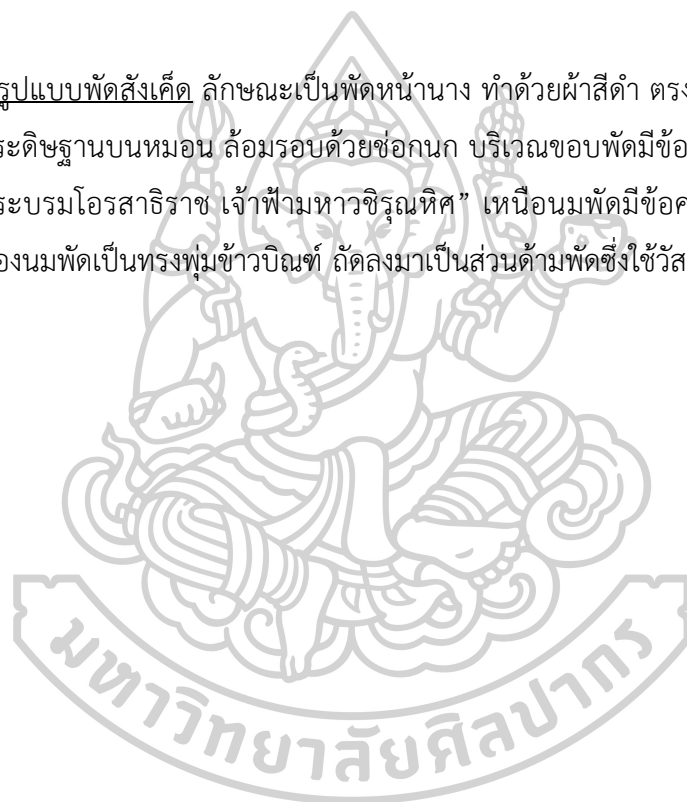 รูปแบบพัดสังเค็ด ลักษณะเป็นพัดหน้านาง ทำด้วยผ้าสีดำ ตรง
ระดิษฐานบนหมอน ล้อมรอบด้วยช่อกนก บริเวณขอบพัดมีข้อ
ระบรมโอรสาธิราช เจ้าฟ้ามหาวชิรุณหิศ” เหนือนมพัดมีข้อค
องนมพัดเป็นทรงพุ่มข้าวบิณฑ์ ถัดลงมาเป็นส่วนด้ามพัดซึ่งใช้วัส
มหาวิทยาลัยศิลปากร